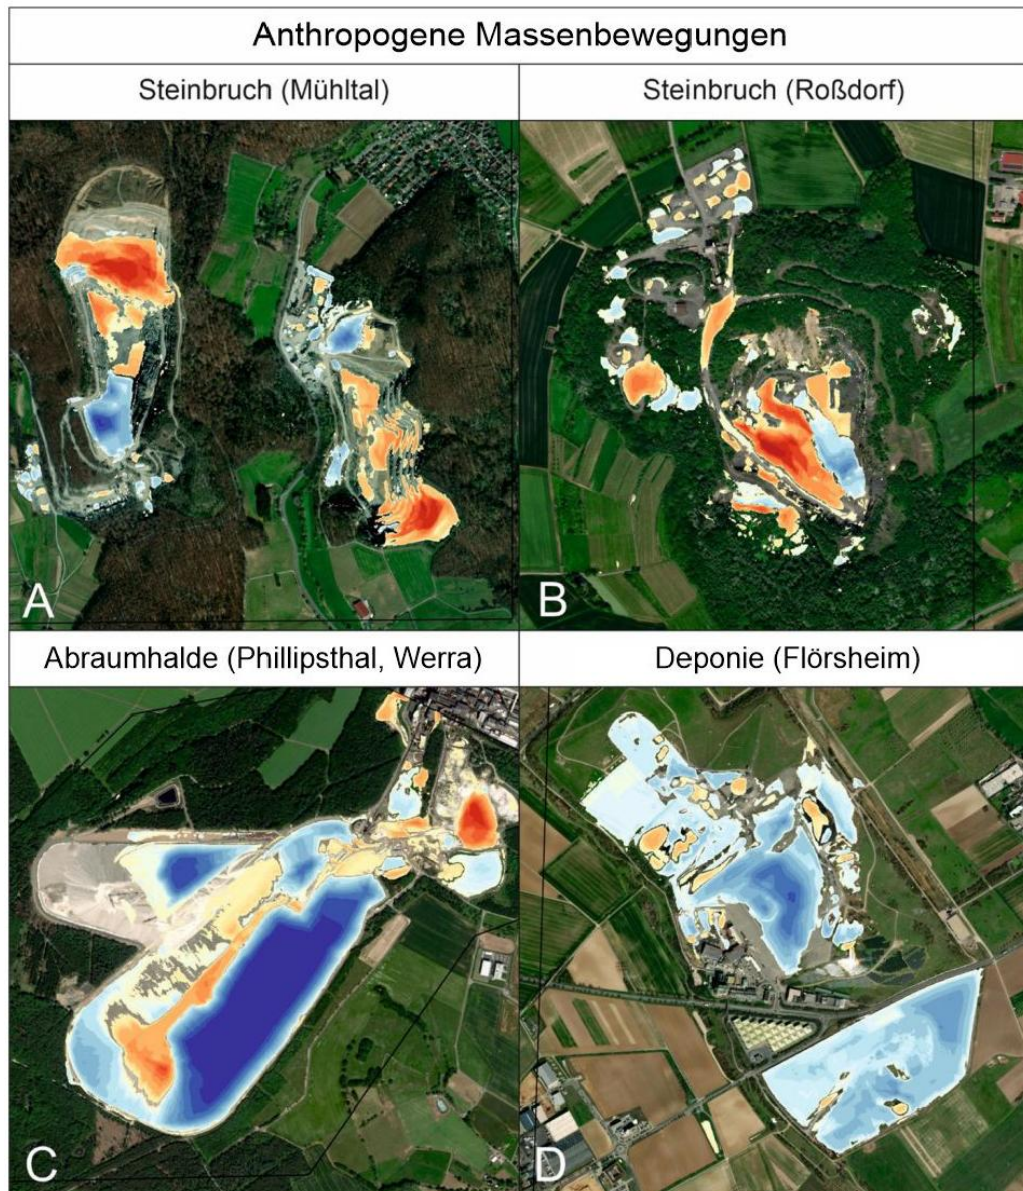 Anthropogene Massenbewegungen
Steinbruch (Mühltal)
Steinbruch (Roßdorf)
A
B
Abraumhalde (Phillipsthal, Werra)
Deponie (Flörsheim)
C
D